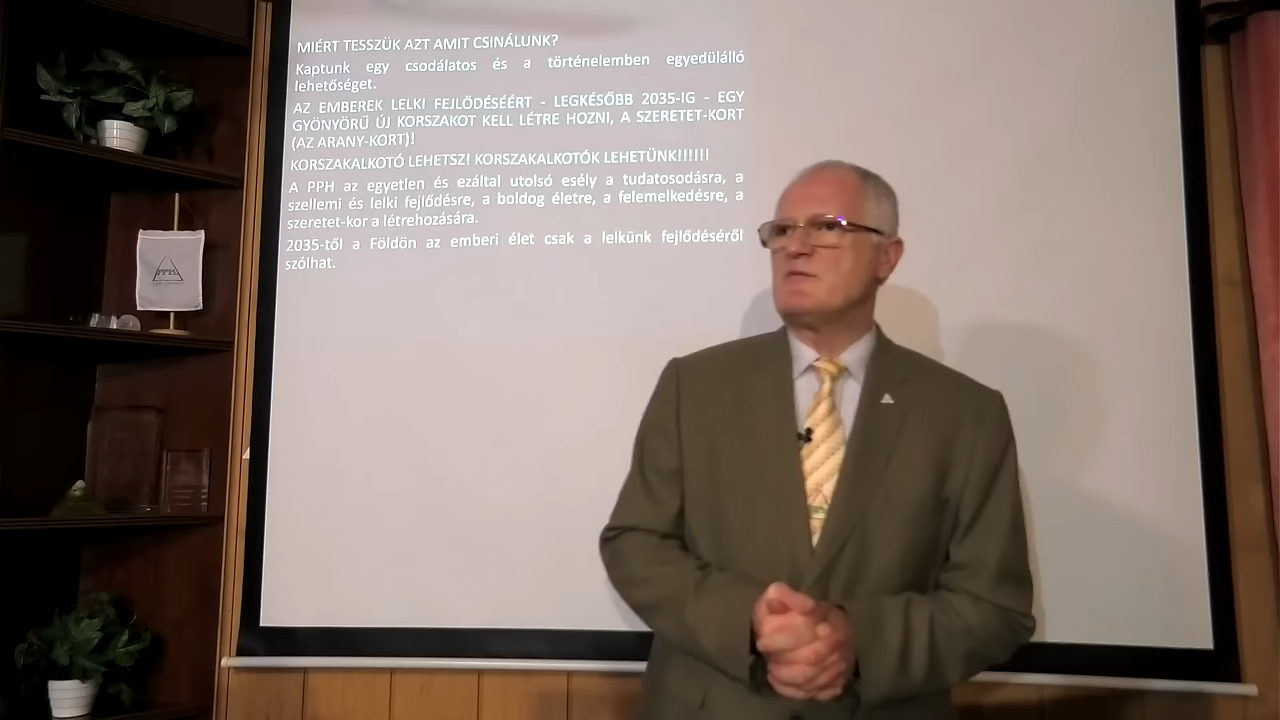 MIÉRT TESSZÜK AZT AMIT CSINÁLUNK?
Kaptunk egy csodálatos és a történelemben egyedülálló
lehetőséget.
AZ EMBEREK LELKI FEJLŐDÉSÉÉRT - LEGKÉSŐBB 2035-IG - EGY
GYÖNYÖRŰ ÚJ KORSZAKOT KELL LÉTRE HOZNI, A SZERETET-KORT
(AZ ARANY-KORT)!
KORSZAKALKOTÓ LEHETSZ! KORSZAKALKOTÓK LEHETÜNK!!!!!!
A PPH az egyetlen és ezáltal utolsó esély a tudatosodásra, a
szellemi és lelki fejlődésre, a boldog életre, a felemelkedésre, a
szeretet-kor a létrehozására.
2035-től a Földön az emberi élet csak a lelkünk fejlődéséről
szólhat.
PPH